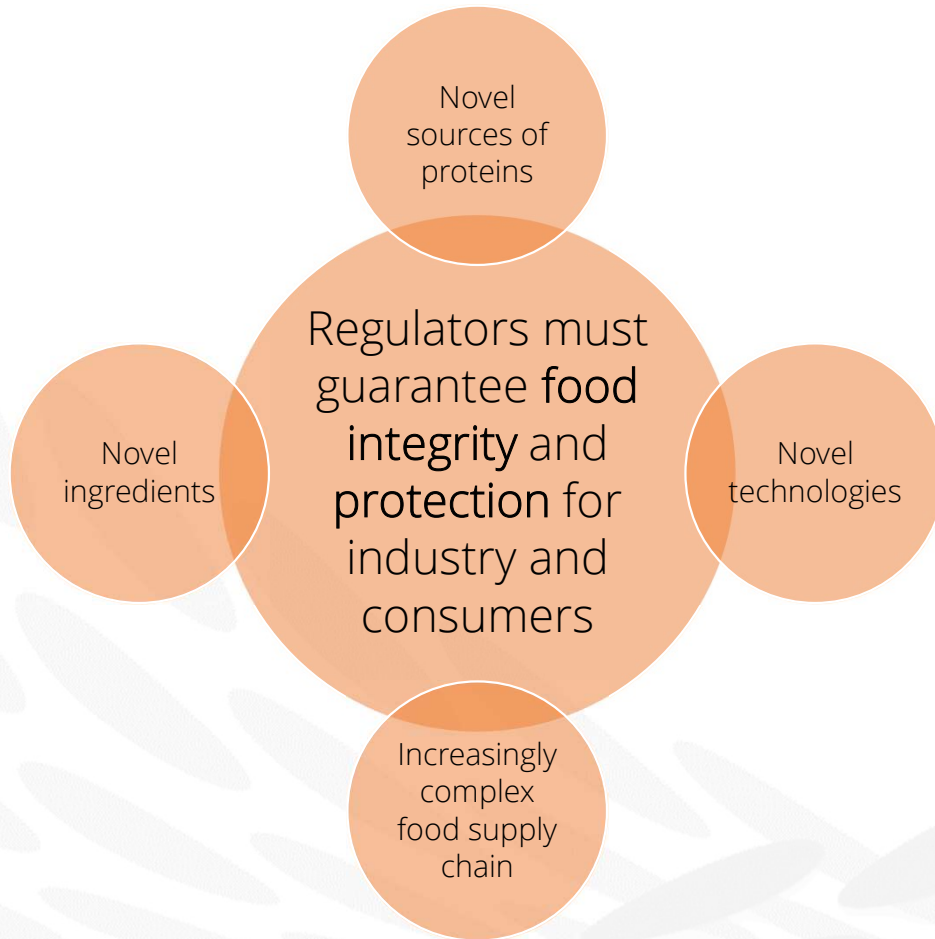 Novel
sources of
proteins
Regulators must
guarantee food
integrity and
protection for
industry and
consumers
Novel
ingredients
Novel
technologies
Increasingly
complex
food supply
chain